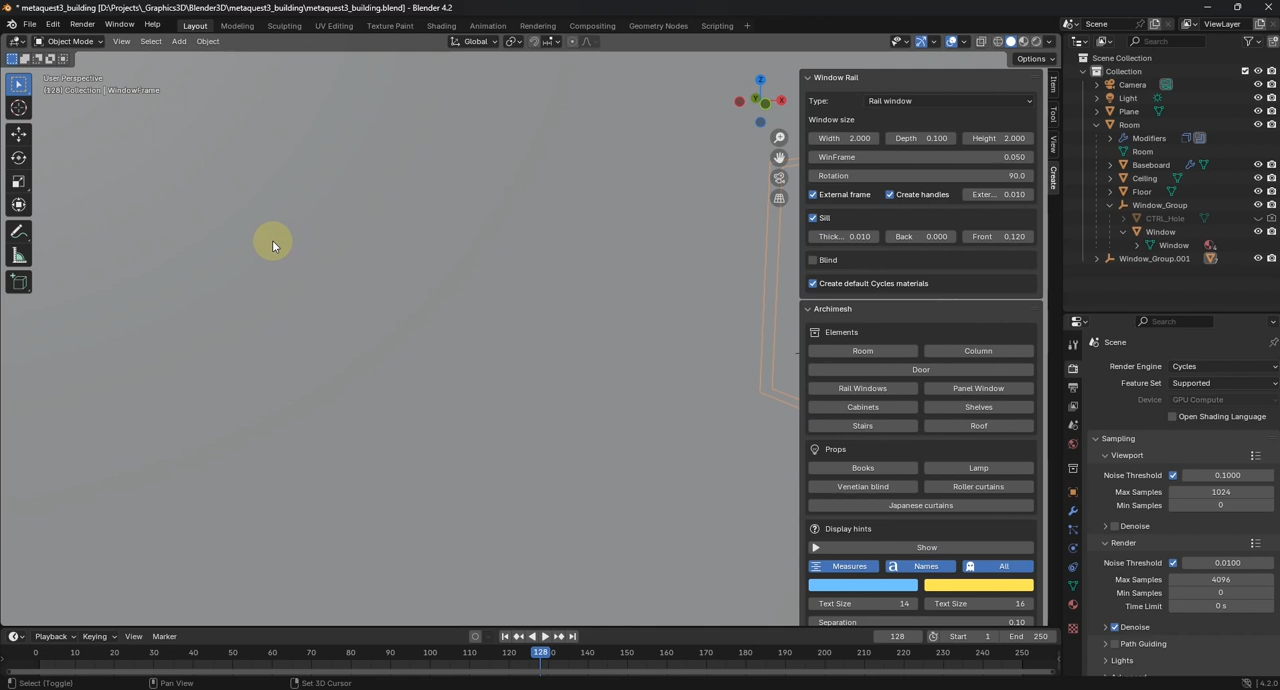 * metaquest3_building [D:\Projects\_Graphics3D\Blender3D\metaquest3_building\metaquest3_building.blend] - Blender 4.2
File Edit Render Window Help Layout Modeling Sculpting UV Editing Texture Paint Shading Animation Rendering Compositing Geometry Nodes Scripting + Scene ViewLayer
Object Mode View Select Add Object Global Search
Options
User Perspective
(128) Collection | WindowFrame
Z
Y
X
Item
Tool
View
Create
Window Rail
Type: Rail window
Window size
Width 2.000 Depth 0.100 Height 2.000
WinFrame 0.050
Rotation 90.0
External frame Create handles Exter... 0.010
Sill
Thick... 0.010 Back 0.000 Front 0.120
Blind
Create default Cycles materials
Archimesh
Elements
Room Column
Door
Rail Windows Panel Window
Cabinets Shelves
Stairs Roof
Props
Books Lamp
Venetian blind Roller curtains
Japanese curtains
Display hints
Show
Measures Names All
Text Size 14 Text Size 16
Separation 0.10
Scene Collection
Collection
Camera
Light
Plane
Room
Modifiers
Room
Baseboard
Ceiling
Floor
Window_Group
CTRL_Hole
Window
Window 4
Window_Group.001
Search
Scene
Render Engine Cycles
Feature Set Supported
Device GPU Compute
Open Shading Language
Sampling
Viewport
Noise Threshold 0.1000
Max Samples 1024
Min Samples 0
Denoise
Render
Noise Threshold 0.0100
Max Samples 4096
Min Samples 0
Time Limit 0 s
Denoise
Path Guiding
Lights
Playback Keying View Marker 128 Start 1 End 250
0 10 20 30 40 50 60 70 80 90 100 110 120 128 140 150 160 170 180 190 200 210 220 230 240 250
Select (Toggle) Pan View Set 3D Cursor 4.2.0